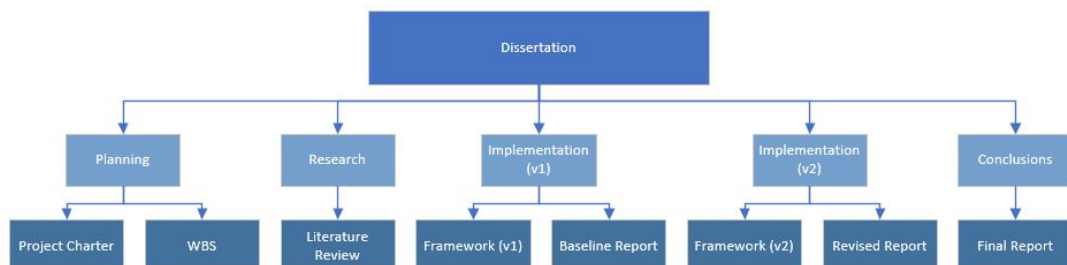 Dissertation
Planning
Research
Implementation
(v1)
Implementation
(v2)
Conclusions
Project Charter
WBS
Literature
Review
Framework (v1)
Baseline Report
Framework (v2)
Revised Report
Final Report